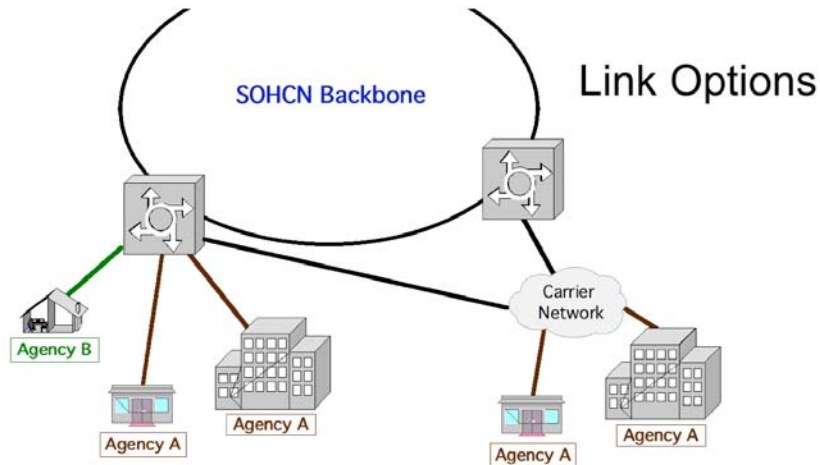 Link Options
SOHCN Backbone
Carrier
Network
Agency B
Agency A
Agency A
Agency A
Agency A